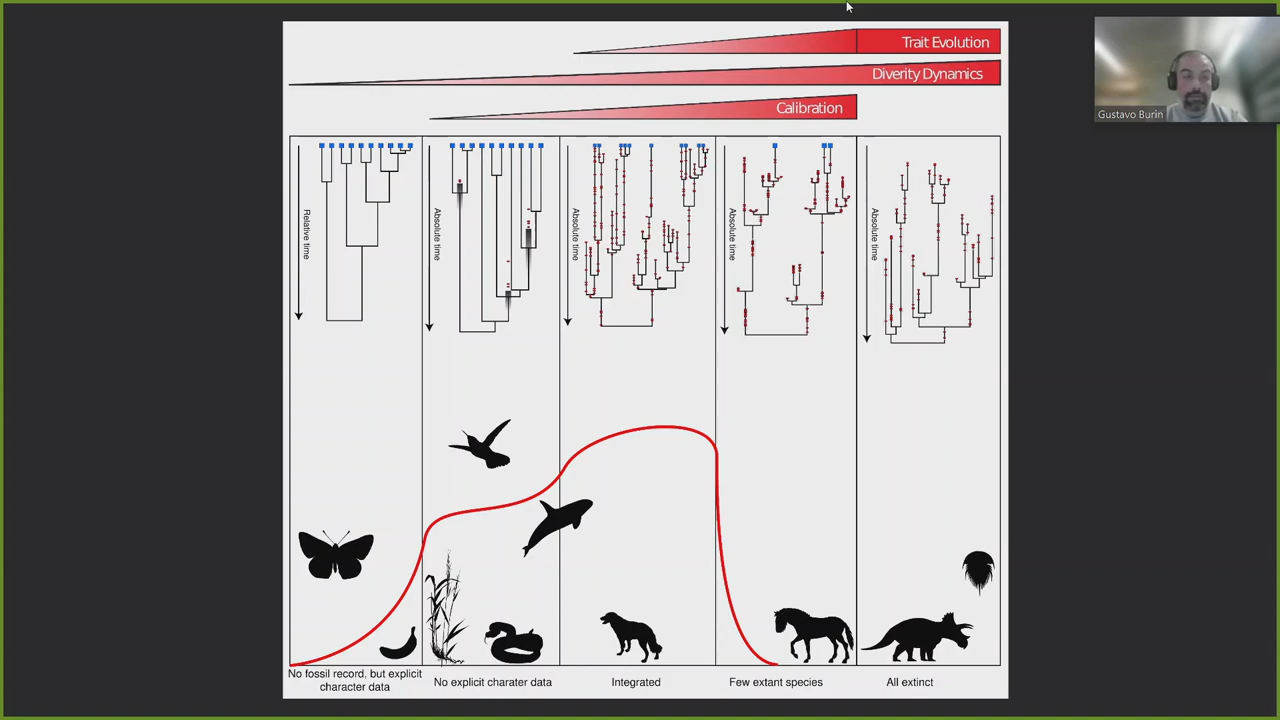 Trait Evolution
Diverity Dynamics
Calibration
Gustavo Burin
Relative time
Absolute time
Absolute time
Absolute time
Absolute time
No fossil record, but explicit
character data
No explicit charater data
Integrated
Few extant species
All extinct